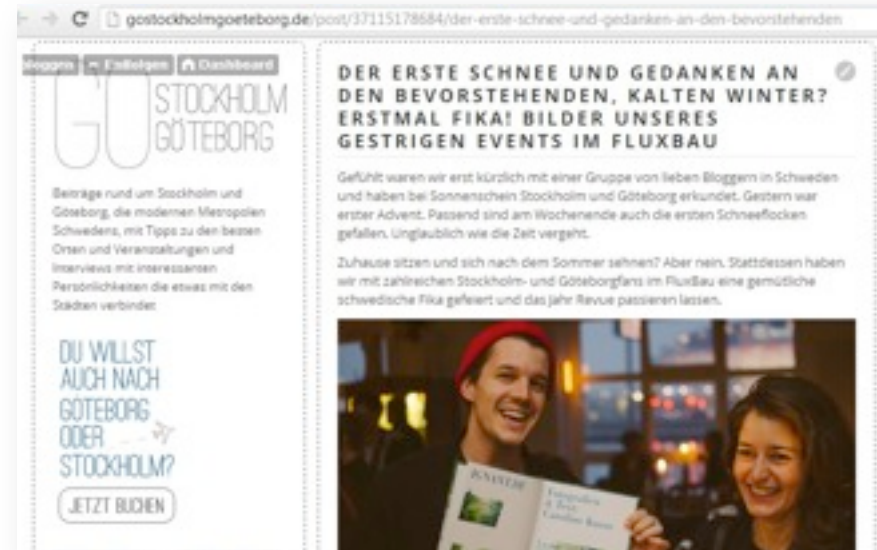 gostockholmgoeteborg.de/post/37115178684/der-erste-schnee-und-gedanken-an-den-bevorstehenden
Entfolgen Dashboard
GO STOCKHOLM
GÖTEBORG
Beiträge rund um Stockholm und
Göteborg, die modernen Metropolen
Schwedens, mit Tipps zu den besten
Orten und Veranstaltungen und
Interviews mit interessanten
Persönlichkeiten die etwas mit den
Städten verbindet
DU WILLST
AUCH NACH
GÖTEBORG
ODER
STOCKHOLM?
JETZT BUCHEN
DER ERSTE SCHNEE UND GEDANKEN AN
DEN BEVORSTEHENDEN, KALTEN WINTER?
ERSTMAL FIKA! BILDER UNSERES
GESTRIGEN EVENTS IM FLUXBAU
Gefühlt waren wir erst kürzlich mit einer Gruppe von lieben Bloggern in Schweden
und haben bei Sonnenschein Stockholm und Göteborg erkundet. Gestern war
erster Advent. Passend sind am Wochenende auch die ersten Schneeflocken
gefallen. Unglaublich wie die Zeit vergeht.
Zuhause sitzen und sich nach dem Sommer sehnen? Aber nein. Stattdessen haben
wir mit zahlreichen Stockholm- und Göteborgfans im FluxBau eine gemütliche
schwedische Fika gefeiert und das Jahr Revue passieren lassen.
Fotografien
& Text